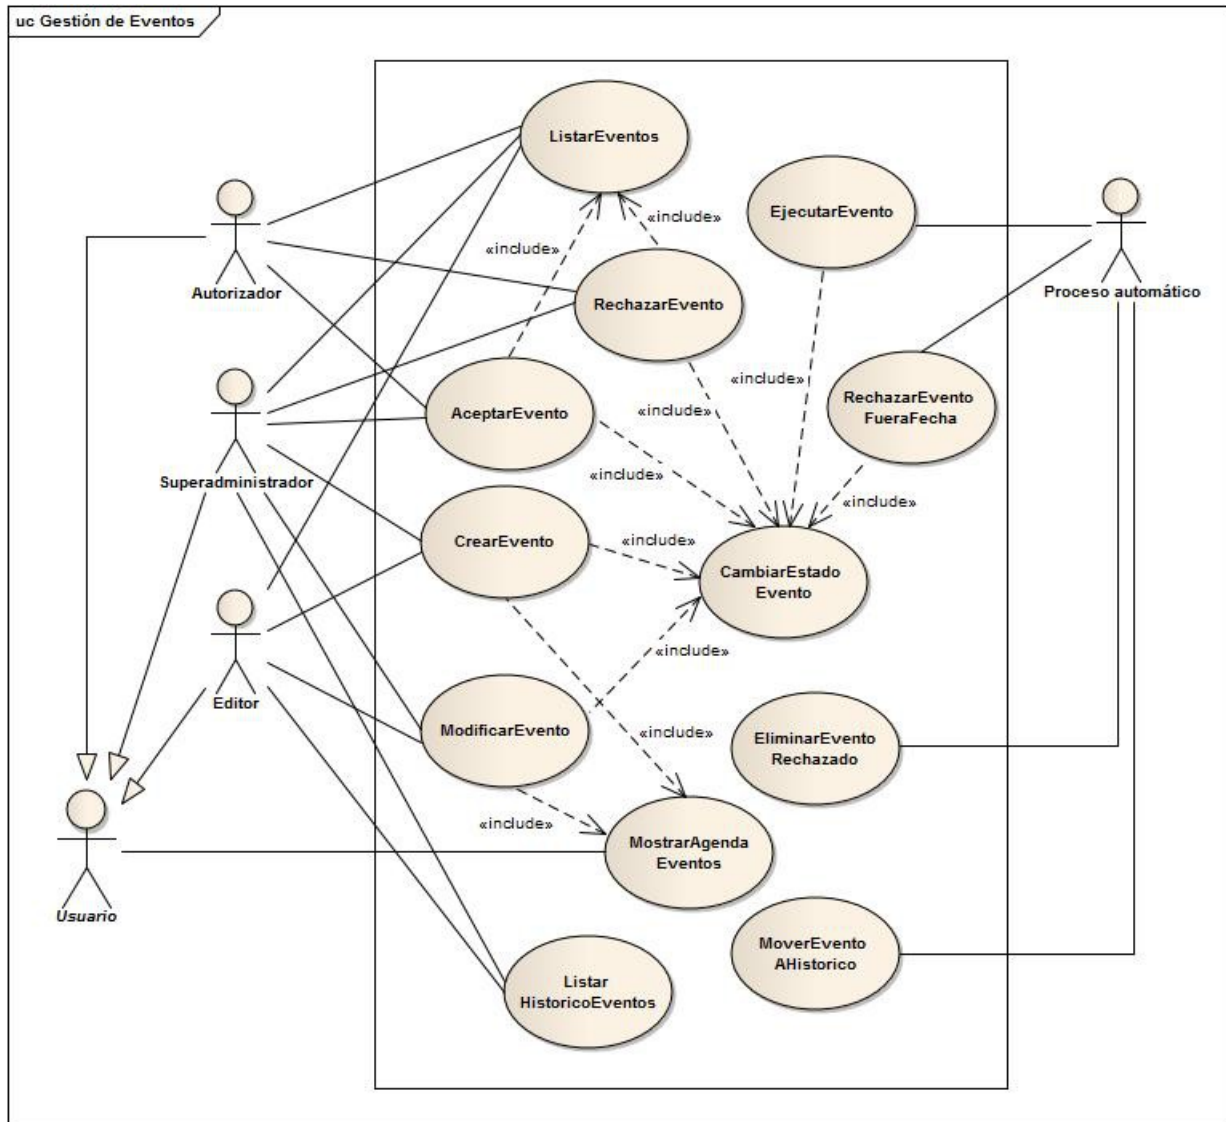 uc Gestión de Eventos
ListarEventos
EjecutarEvento
«include»
«include»
Autorizador
RechazarEvento
Proceso automático
«include»
RechazarEvento
FueraFecha
AceptarEvento
«include»
Superadministrador
«include»
«include»
CrearEvento
«include»
CambiarEstado
Evento
«include»
Editor
ModificarEvento
«include»
EliminarEvento
Rechazado
«include»
MostrarAgenda
Eventos
Usuario
MoverEvento
AHistorico
Listar
HistoricoEventos